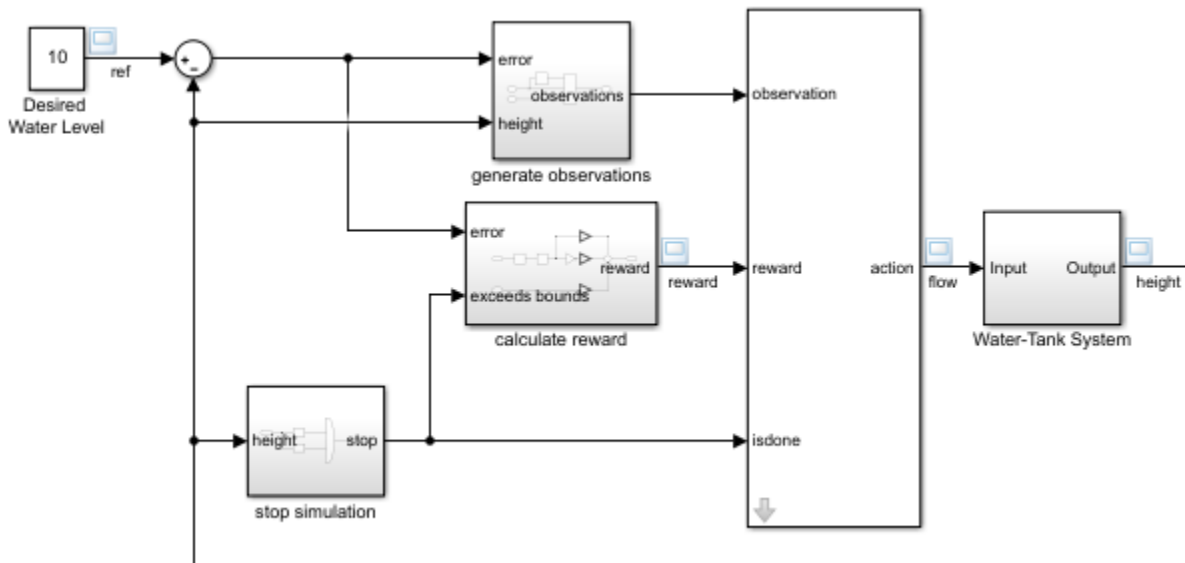 10
ref
Desired
Water Level
+
−
error
observations
height
generate observations
observation
error
reward
exceeds bounds
calculate reward
reward
reward
action
flow
Input
Output
height
Water-Tank System
height
stop
stop simulation
isdone